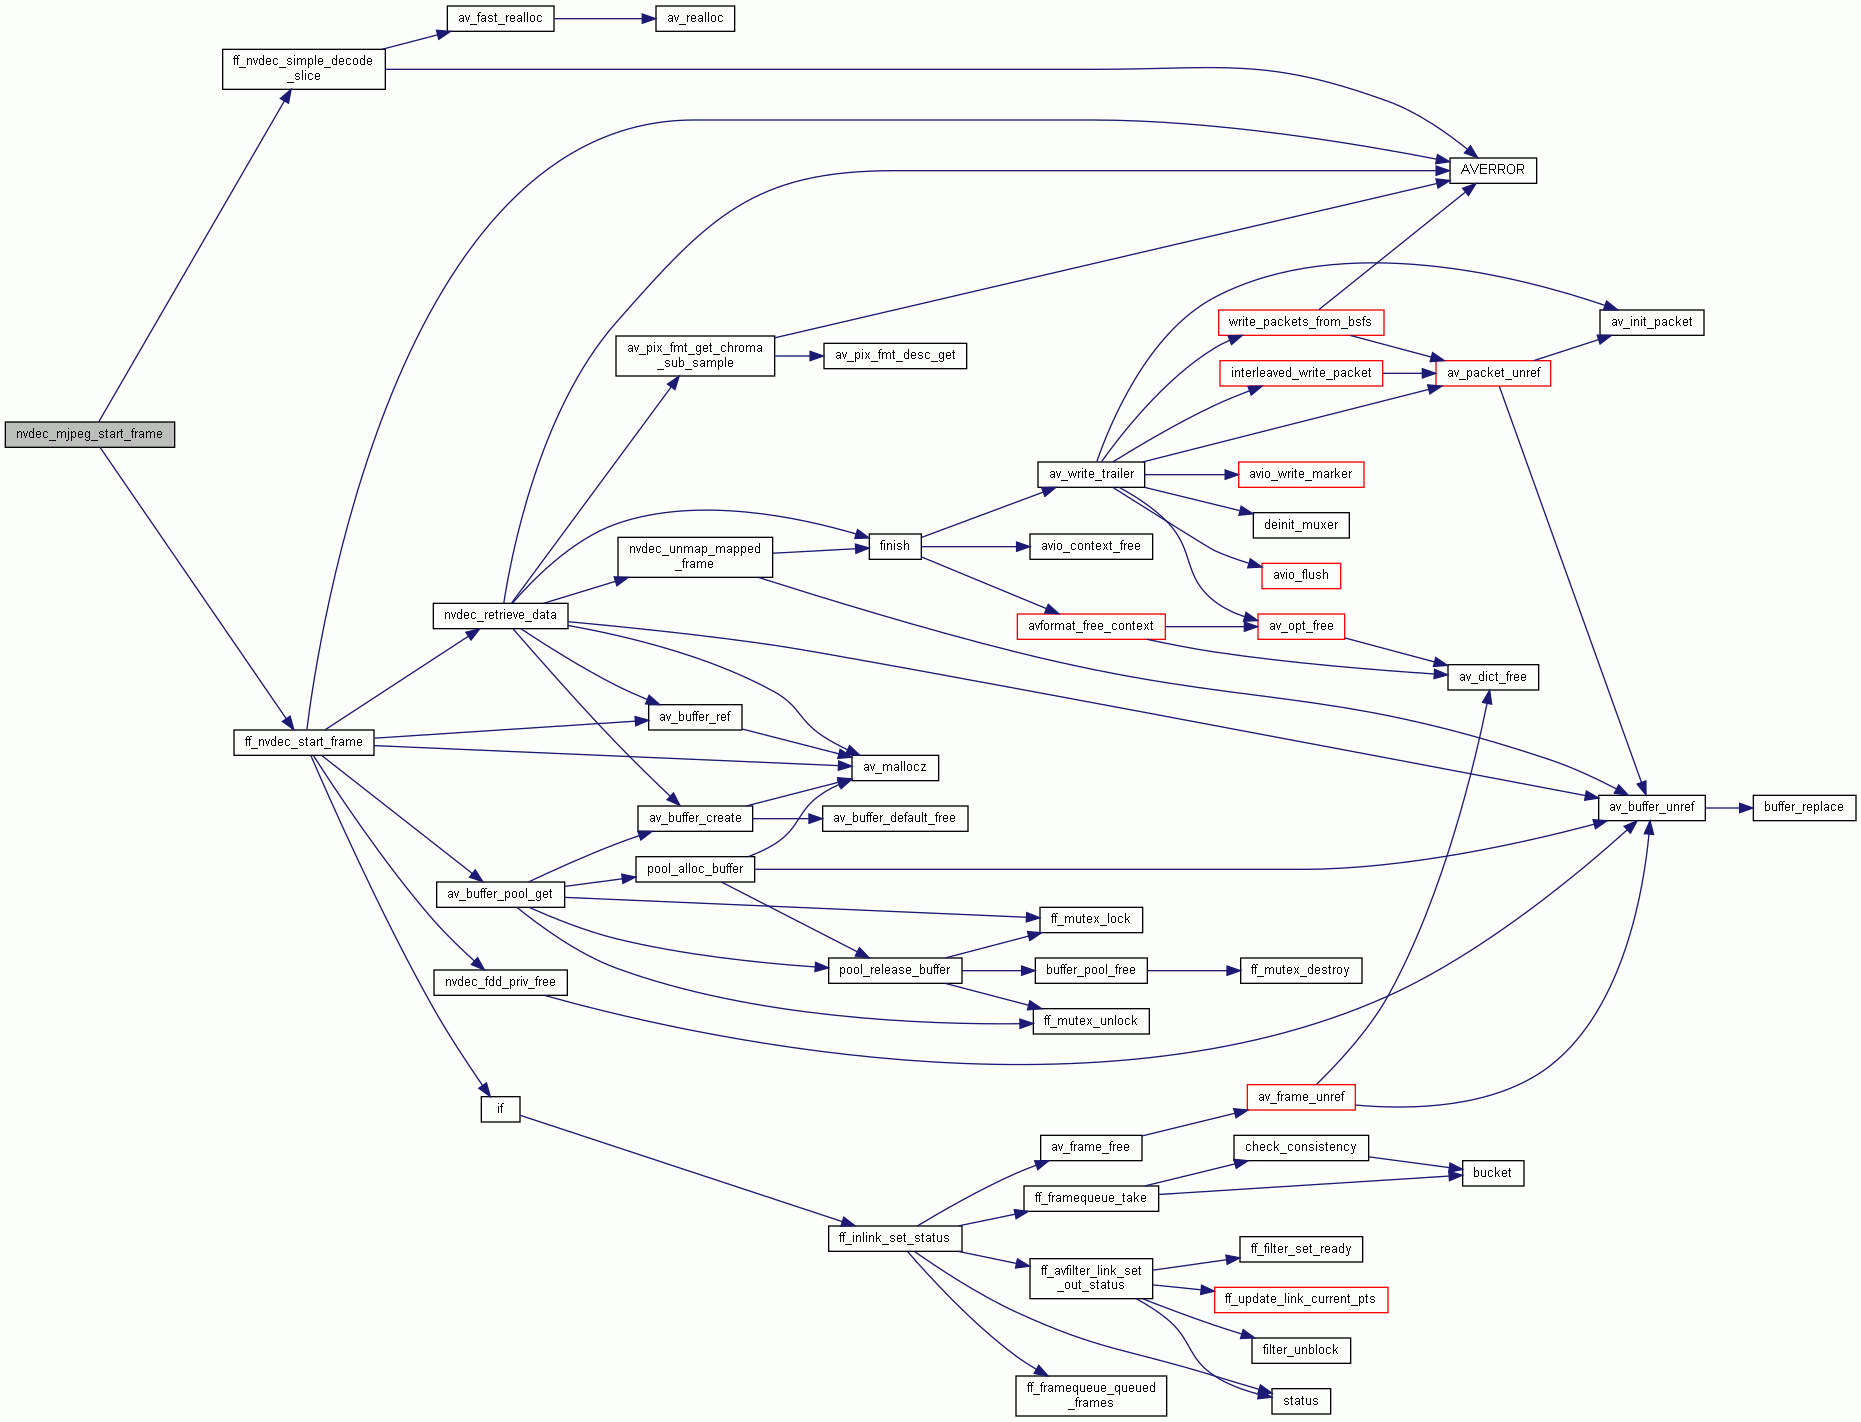 av_fast_realloc
av_realloc
ff_nvdec_simple_decode
_slice
AVERROR
write_packets_from_bsfs
av_init_packet
av_pix_fmt_get_chroma
_sub_sample
av_pix_fmt_desc_get
interleaved_write_packet
av_packet_unref
nvdec_mjpeg_start_frame
av_write_trailer
avio_write_marker
deinit_muxer
nvdec_unmap_mapped
_frame
finish
avio_context_free
avio_flush
nvdec_retrieve_data
avformat_free_context
av_opt_free
av_dict_free
av_buffer_ref
ff_nvdec_start_frame
av_mallocz
av_buffer_create
av_buffer_default_free
av_buffer_unref
buffer_replace
pool_alloc_buffer
av_buffer_pool_get
ff_mutex_lock
nvdec_fdd_priv_free
pool_release_buffer
buffer_pool_free
ff_mutex_destroy
ff_mutex_unlock
if
av_frame_unref
av_frame_free
check_consistency
bucket
ff_framequeue_take
ff_inlink_set_status
ff_filter_set_ready
ff_avfilter_link_set
_out_status
ff_update_link_current_pts
filter_unblock
ff_framequeue_queued
_frames
status